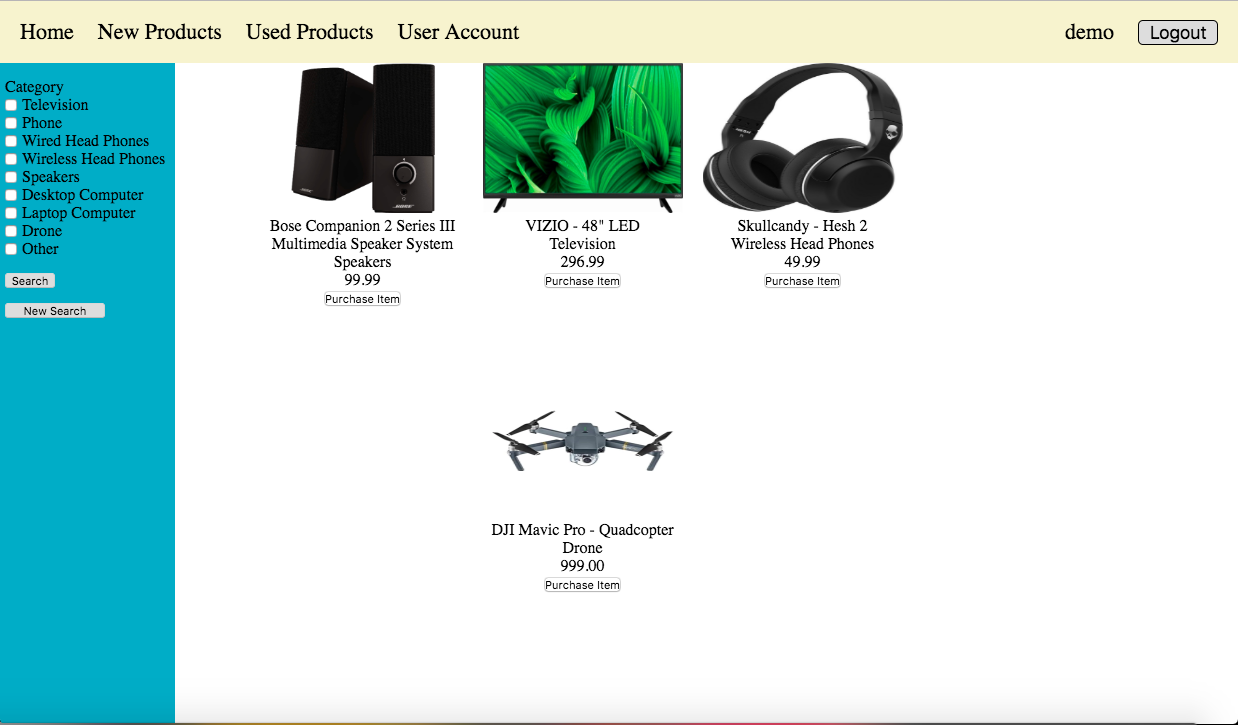 Home New Products Used Products User Account demo Logout
Category
Television
Phone
Wired Head Phones
Wireless Head Phones
Speakers
Desktop Computer
Laptop Computer
Drone
Other
Search
New Search
BOSE
Bose Companion 2 Series III
Multimedia Speaker System
Speakers
99.99
Purchase Item
VIZIO - 48" LED
Television
296.99
Purchase Item
Skullcandy - Hesh 2
Wireless Head Phones
49.99
Purchase Item
DJI Mavic Pro - Quadcopter
Drone
999.00
Purchase Item